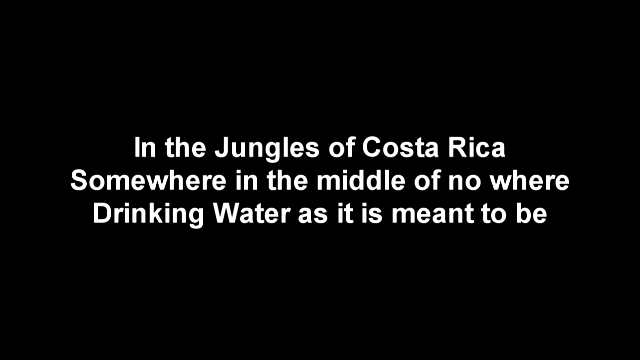 In the Jungles of Costa Rica
Somewhere in the middle of no where
Drinking Water as it is meant to be